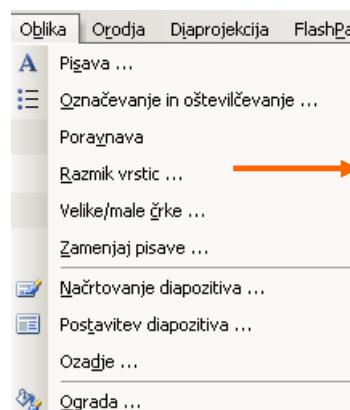 Oblika Orodja Diaprojekcija FlashPa
Pisava ...
Označevanje in oštevilčevanje ...
Poravnava
Razmik vrstic ...
Velike/male črke ...
Zamenjaj pisave ...
Načrtovanje diapozitiva ...
Postavitev diapozitiva ...
Ozadje ...
Ograda ...